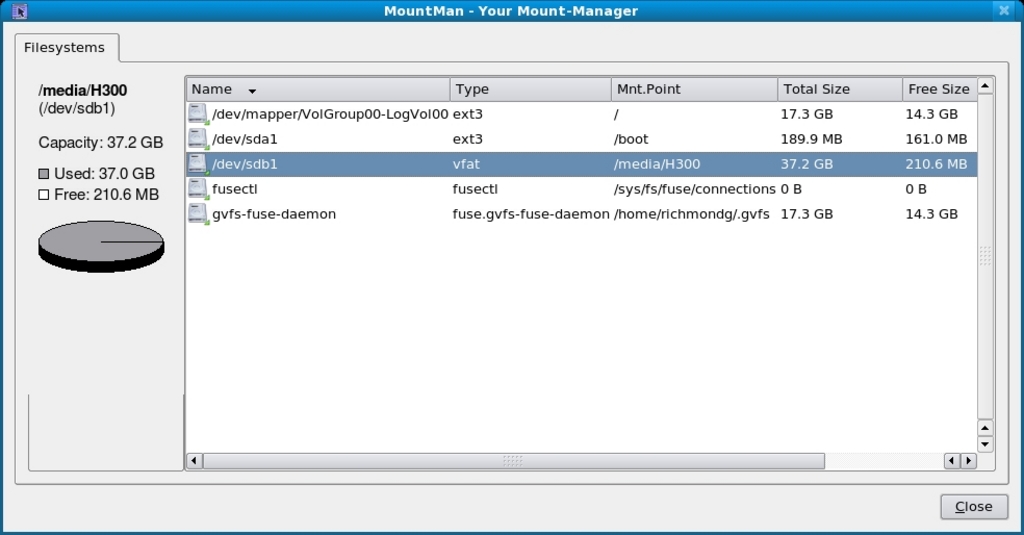 MountMan - Your Mount-Manager
Filesystems
/media/H300
(/dev/sdb1)
Capacity: 37.2 GB
Used: 37.0 GB
Free: 210.6 MB
Name Type Mnt.Point Total Size Free Size
/dev/mapper/VolGroup00-LogVol00 ext3 / 17.3 GB 14.3 GB
/dev/sda1 ext3 /boot 189.9 MB 161.0 MB
/dev/sdb1 vfat /media/H300 37.2 GB 210.6 MB
fusectl fusectl /sys/fs/fuse/connections 0 B 0 B
gvfs-fuse-daemon fuse.gvfs-fuse-daemon /home/richmondg/.gvfs 17.3 GB 14.3 GB
Close